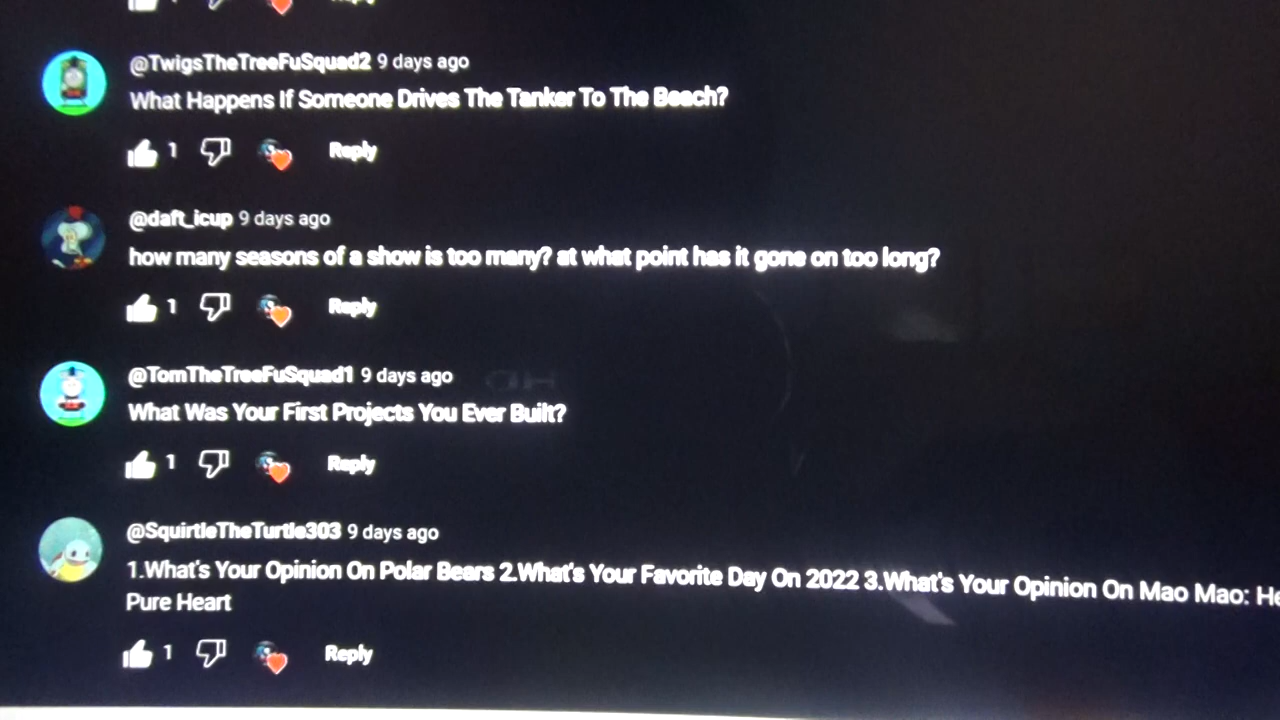 Reply
@TwigsTheTreeFuSquad2 9 days ago
What Happens If Someone Drives The Tanker To The Beach?
1 Reply
@daft_icup 9 days ago
how many seasons of a show is too many? at what point has it gone on too long?
1 Reply
@TomTheTreeFuSquad1 9 days ago
What Was Your First Projects You Ever Built?
1 Reply
@SquirtleTheTurtle303 9 days ago
1.What's Your Opinion On Polar Bears 2.What's Your Favorite Day On 2022 3.What's Your Opinion On Mao Mao: He
Pure Heart
1 Reply